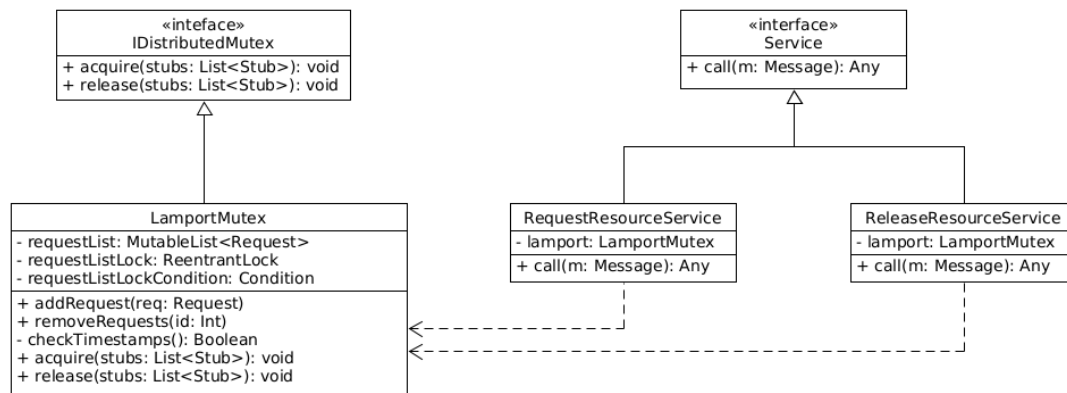 «inteface»
IDistributedMutex
+ acquire(stubs: List<Stub>): void
+ release(stubs: List<Stub>): void
«interface»
Service
+ call(m: Message): Any
LamportMutex
- requestList: MutableList<Request>
- requestListLock: ReentrantLock
- requestListLockCondition: Condition
+ addRequest(req: Request)
+ removeRequests(id: Int)
- checkTimestamps(): Boolean
+ acquire(stubs: List<Stub>): void
+ release(stubs: List<Stub>): void
RequestResourceService
- lamport: LamportMutex
+ call(m: Message): Any
ReleaseResourceService
- lamport: LamportMutex
+ call(m: Message): Any